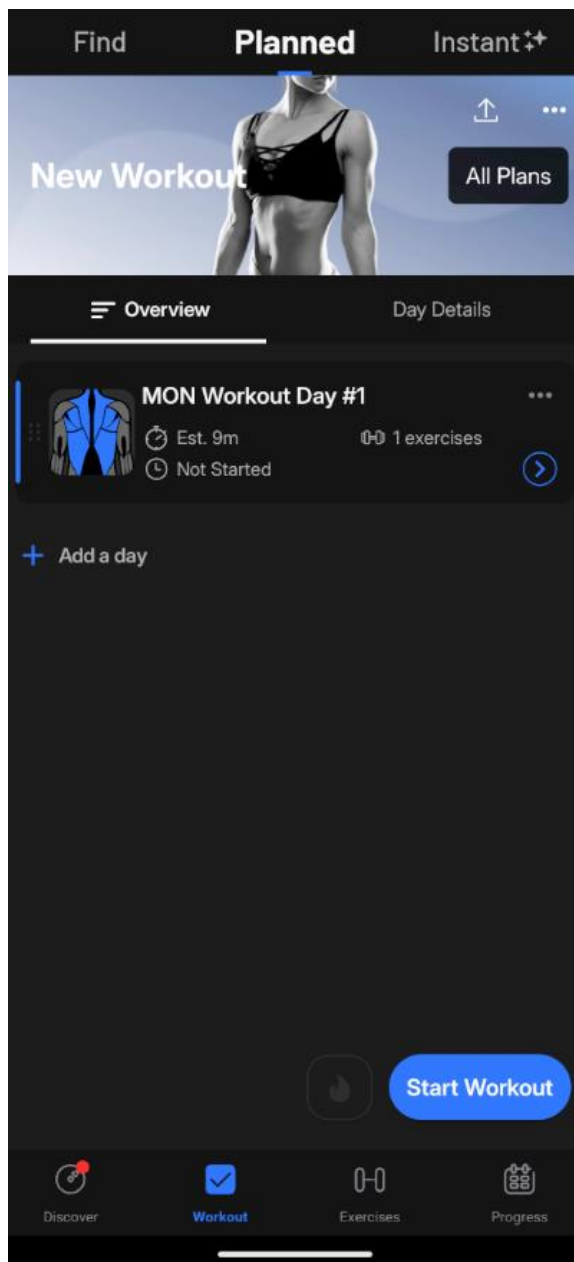 Find Planned Instant
New Workout
All Plans
Overview Day Details
MON Workout Day #1
Est. 9m 1 exercises
Not Started
+ Add a day
Start Workout
Discover Workout Exercises Progress